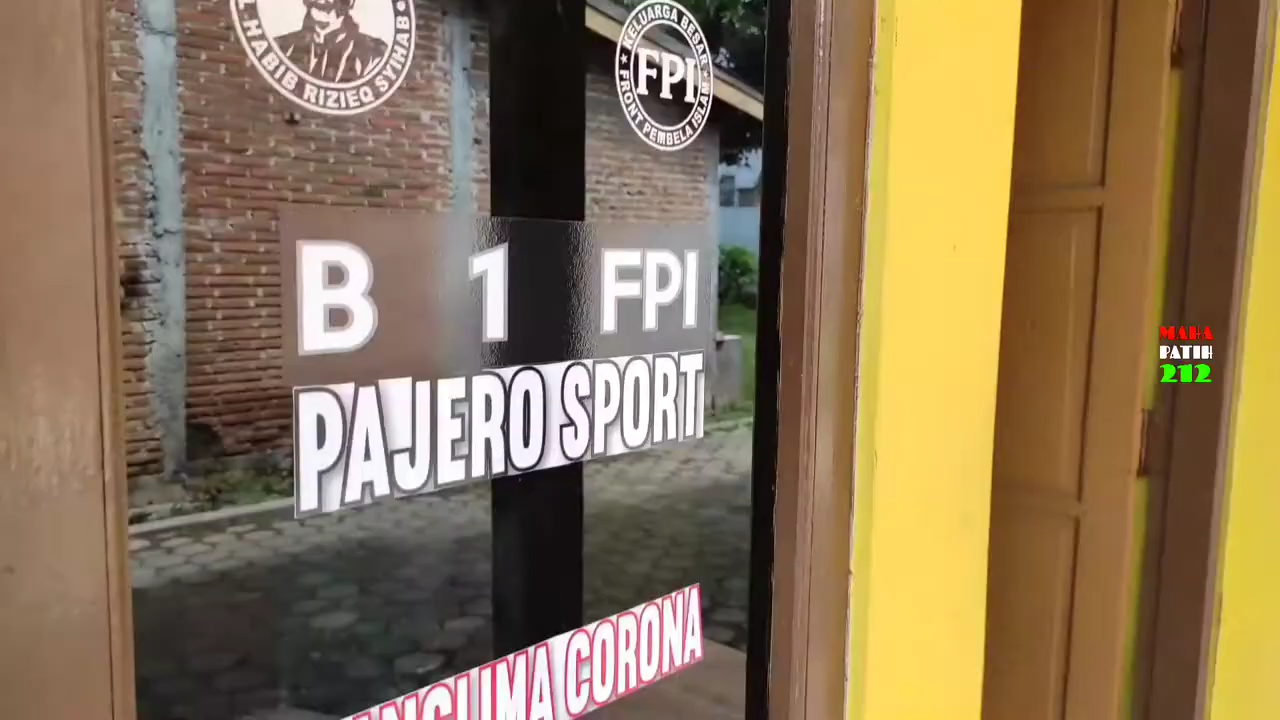 HABIB RIZIEQ SYIHAB
KELUARGA BESAR
FPI
FRONT PEMBELA ISLAM
B 1 FPI
PAJERO SPORT
CORONA
MAHA
PATIH
212